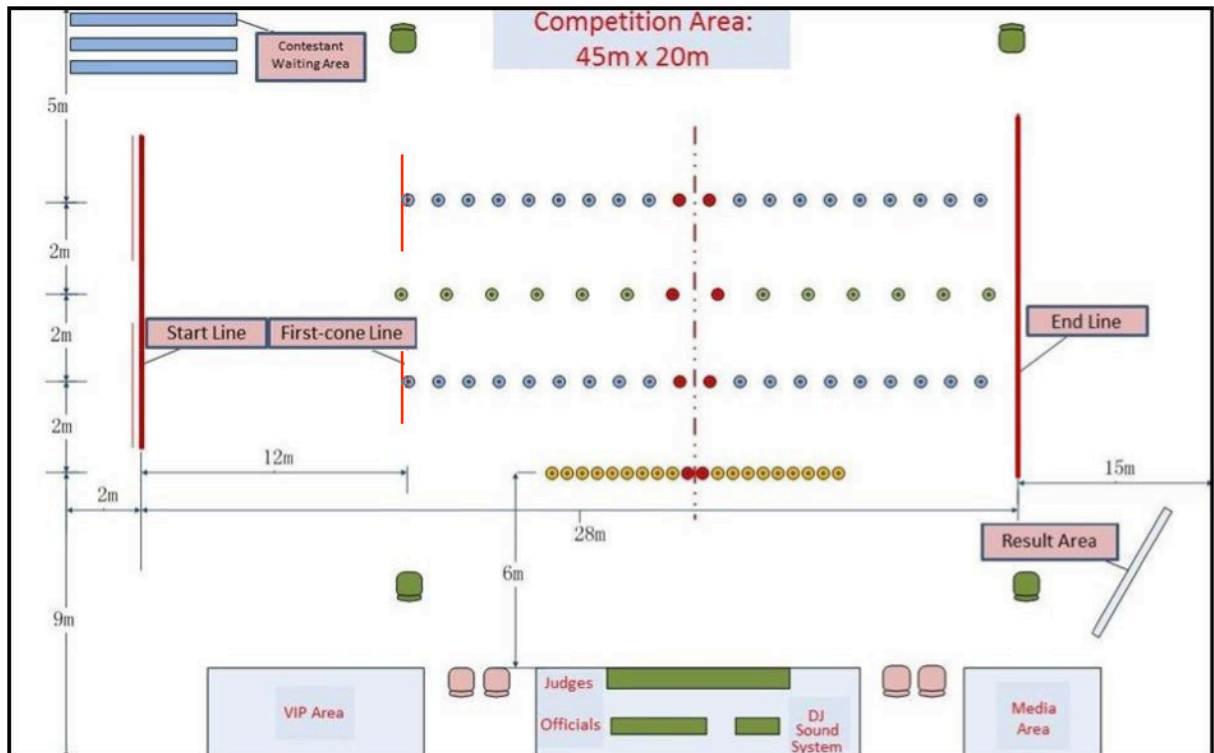 Competition Area:
45m x 20m
Contestant
Waiting Area
5m
2m
2m
2m
Start Line
First-cone Line
End Line
12m
2m
28m
15m
6m
9m
Result Area
VIP Area
Judges
Officials
DJ
Sound
System
Media
Area